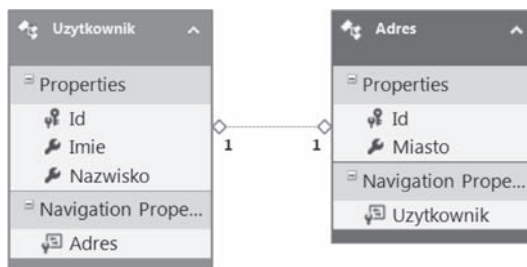 Uzytkownik
Properties
Id
Imie
Nazwisko
Navigation Prope...
Adres
1
1
Adres
Properties
Id
Miasto
Navigation Prope...
Uzytkownik